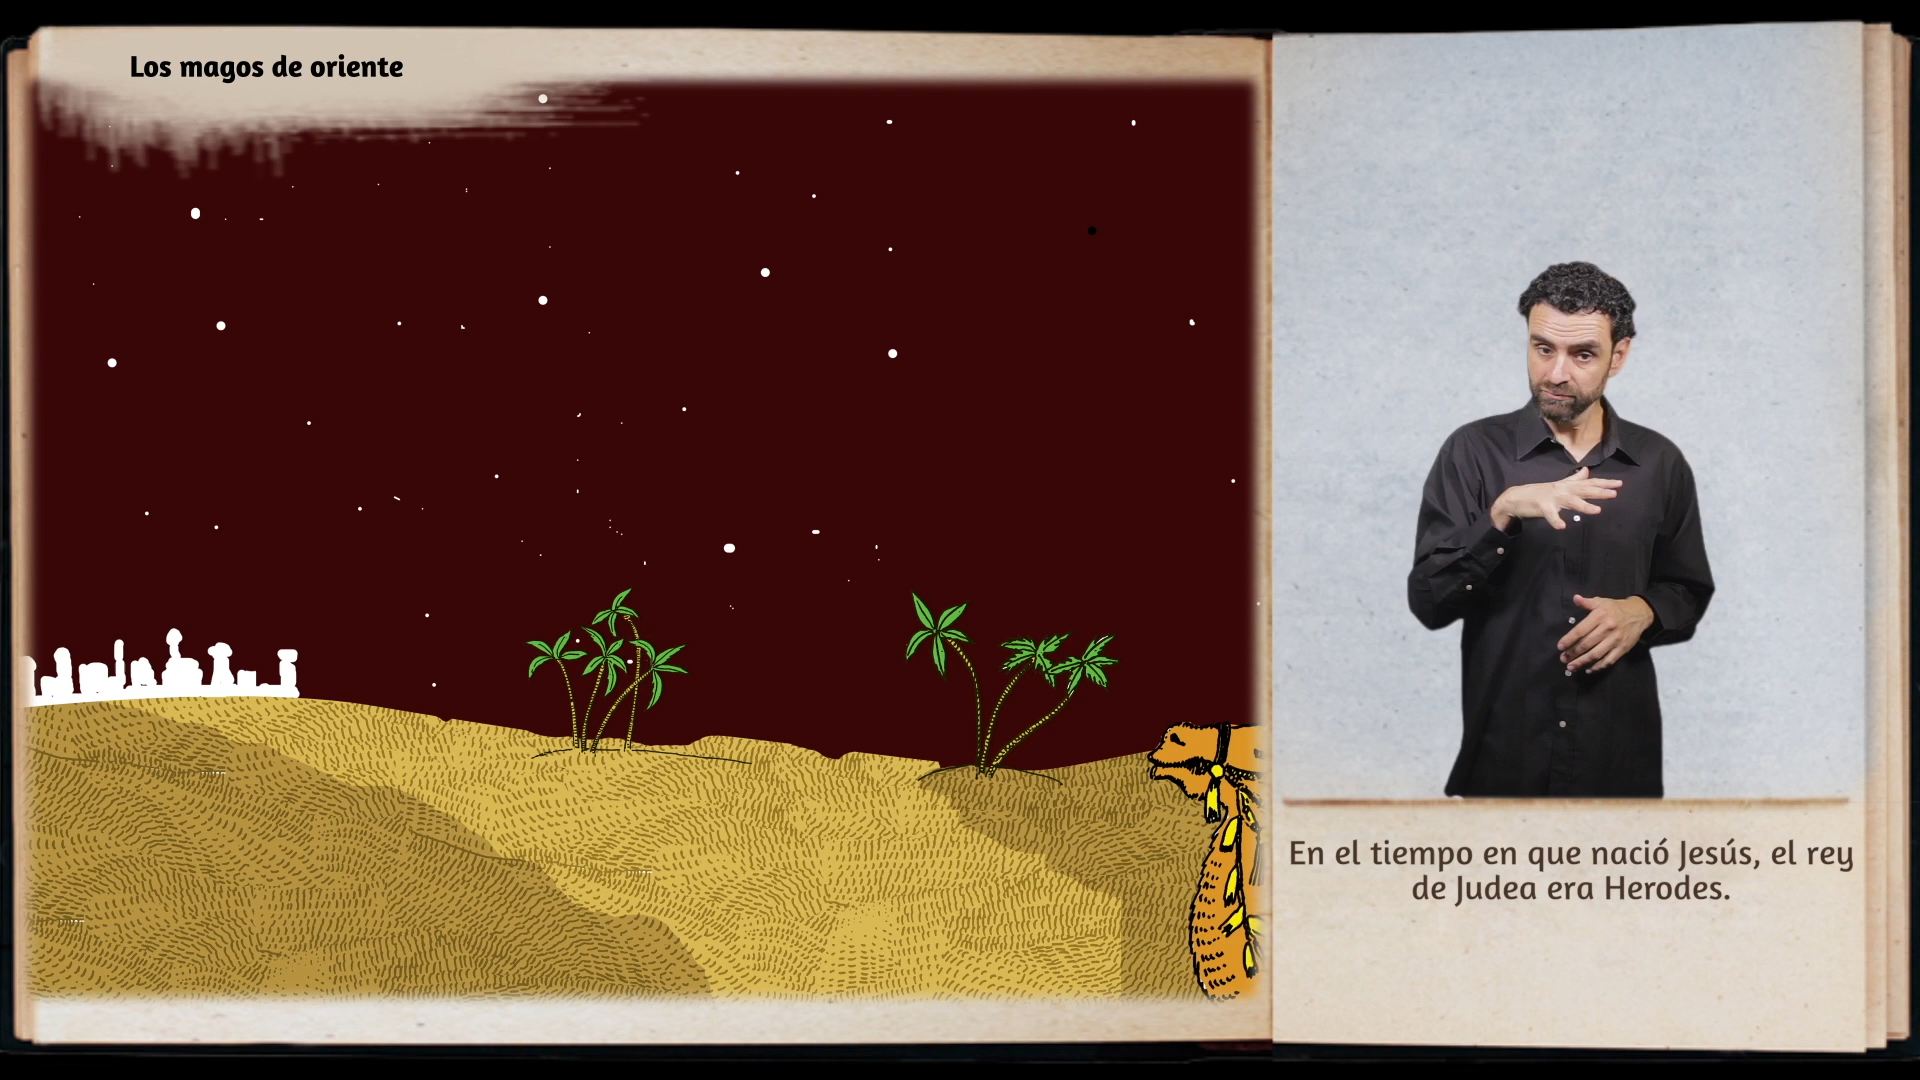 Los magos de oriente
En el tiempo en que nació Jesús, el rey
de Judea era Herodes.